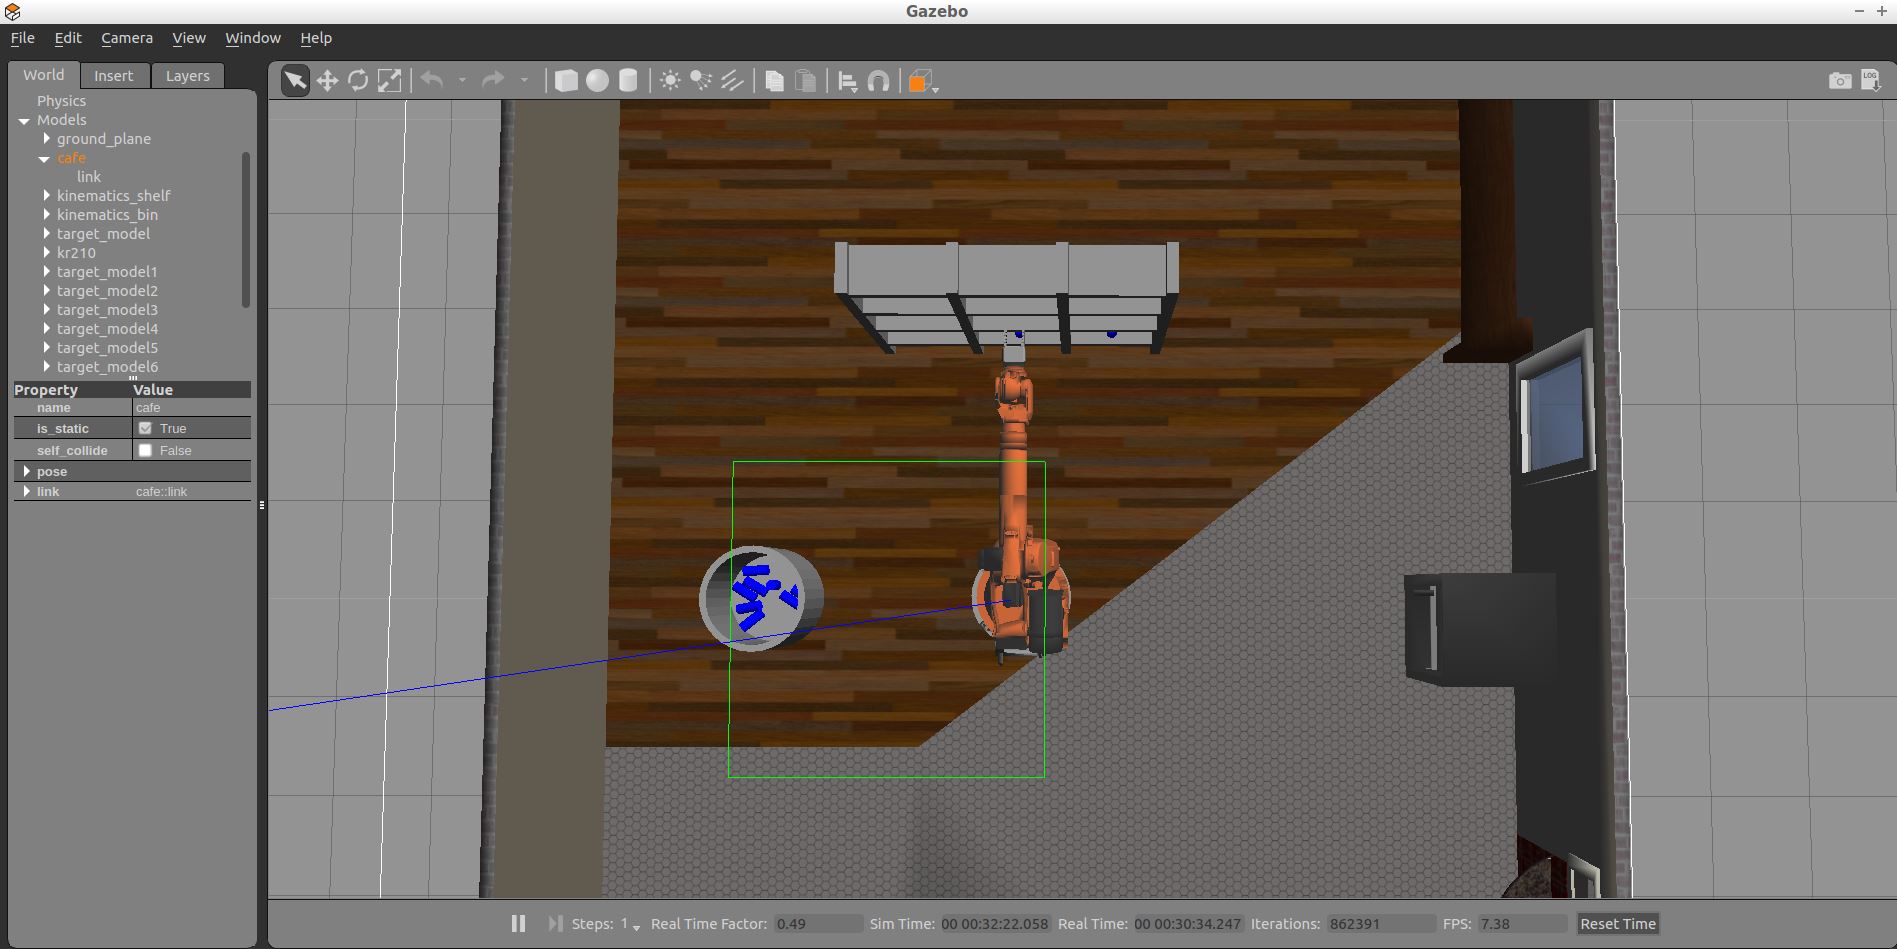 Gazebo
File Edit Camera View Window Help
World Insert Layers
LOG
Physics
Models
ground_plane
cafe
link
kinematics_shelf
kinematics_bin
target_model
kr210
target_model1
target_model2
target_model3
target_model4
target_model5
target_model6
Property Value
name cafe
is_static True
self_collide False
pose
link cafe::link
Steps: 1 Real Time Factor: 0.49 Sim Time: 00 00:32:22.058 Real Time: 00 00:30:34.247 Iterations: 862391 FPS: 7.38 Reset Time